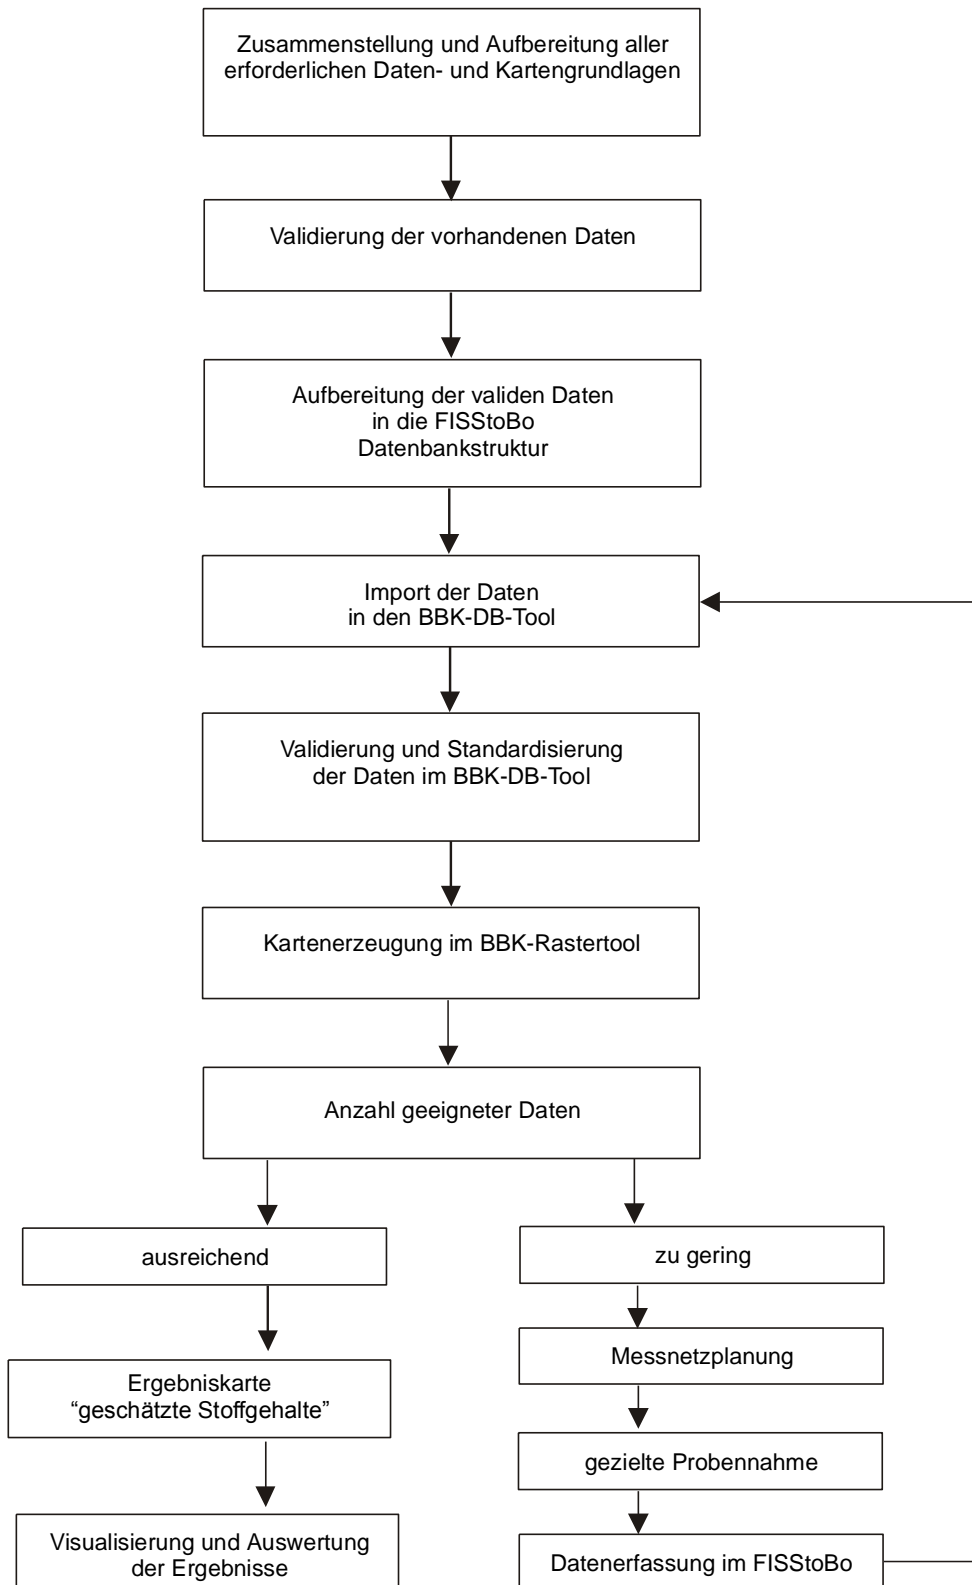 Zusammenstellung und Aufbereitung aller
erforderlichen Daten- und Kartengrundlagen
Validierung der vorhandenen Daten
Aufbereitung der validen Daten
in die FISStoBo
Datenbankstruktur
Import der Daten
in den BBK-DB-Tool
Validierung und Standardisierung
der Daten im BBK-DB-Tool
Kartenerzeugung im BBK-Rastertool
Anzahl geeigneter Daten
ausreichend
zu gering
Messnetzplanung
Ergebniskarte
“geschätzte Stoffgehalte”
gezielte Probennahme
Visualisierung und Auswertung
der Ergebnisse
Datenerfassung im FISStoBo